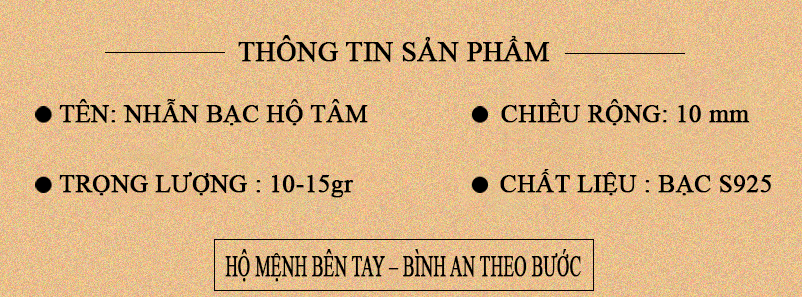 THÔNG TIN SẢN PHẨM
● TÊN: NHẪN BẠC HỘ TÂM
● CHIỀU RỘNG: 10 mm
● TRỌNG LƯỢNG : 10-15gr
● CHẤT LIỆU : BẠC S925
HỘ MỆNH BÊN TAY – BÌNH AN THEO BƯỚC